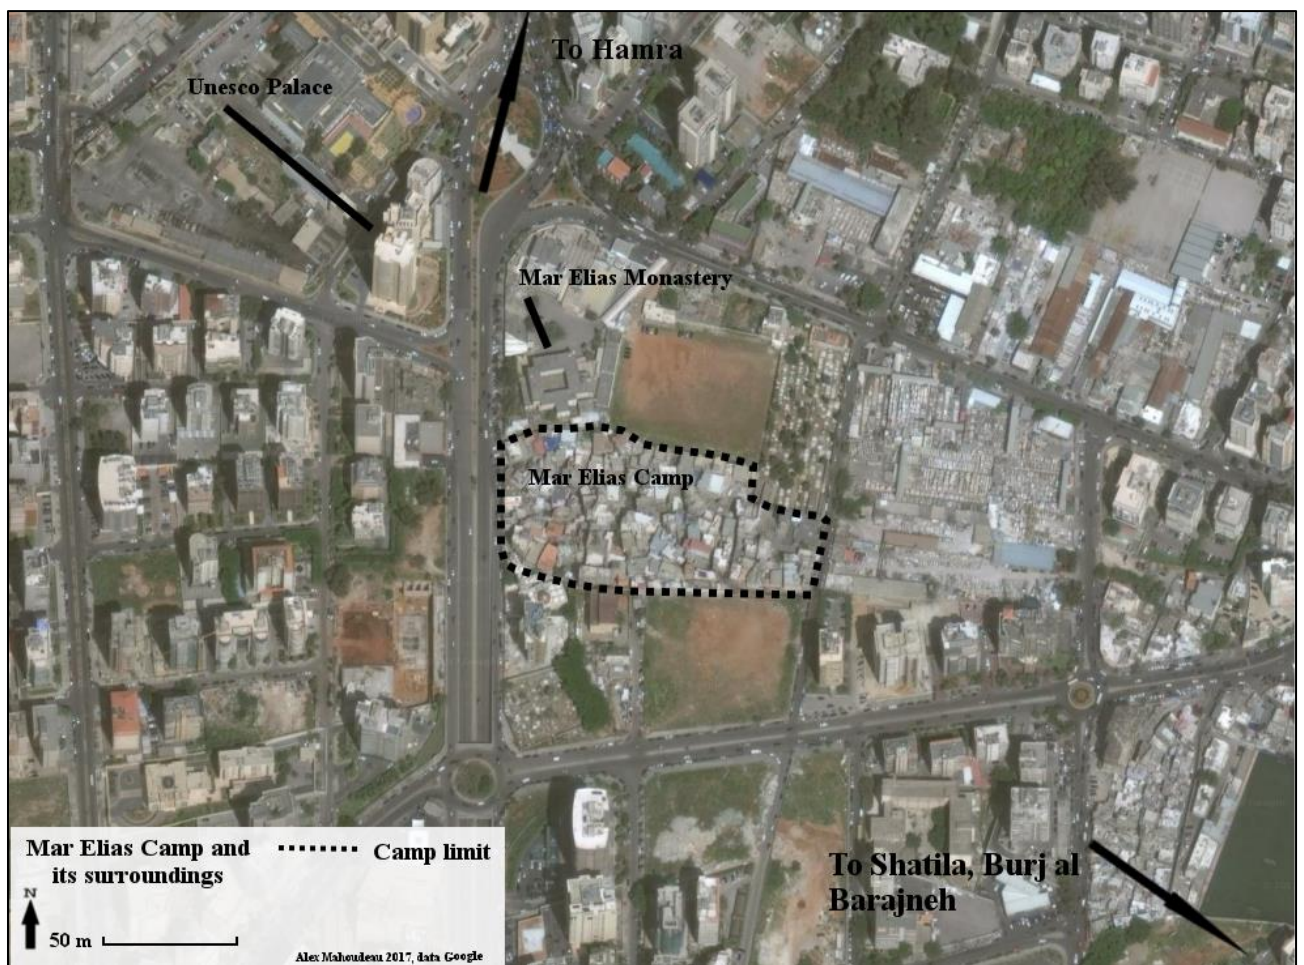 To Hamra
Unesco Palace
Mar Elias Monastery
Mar Elias Camp
To Shatila, Burj al
Barajneh
Mar Elias Camp and
its surroundings
Camp limit
N
50 m
Alex Mahoudeau 2017, data Google